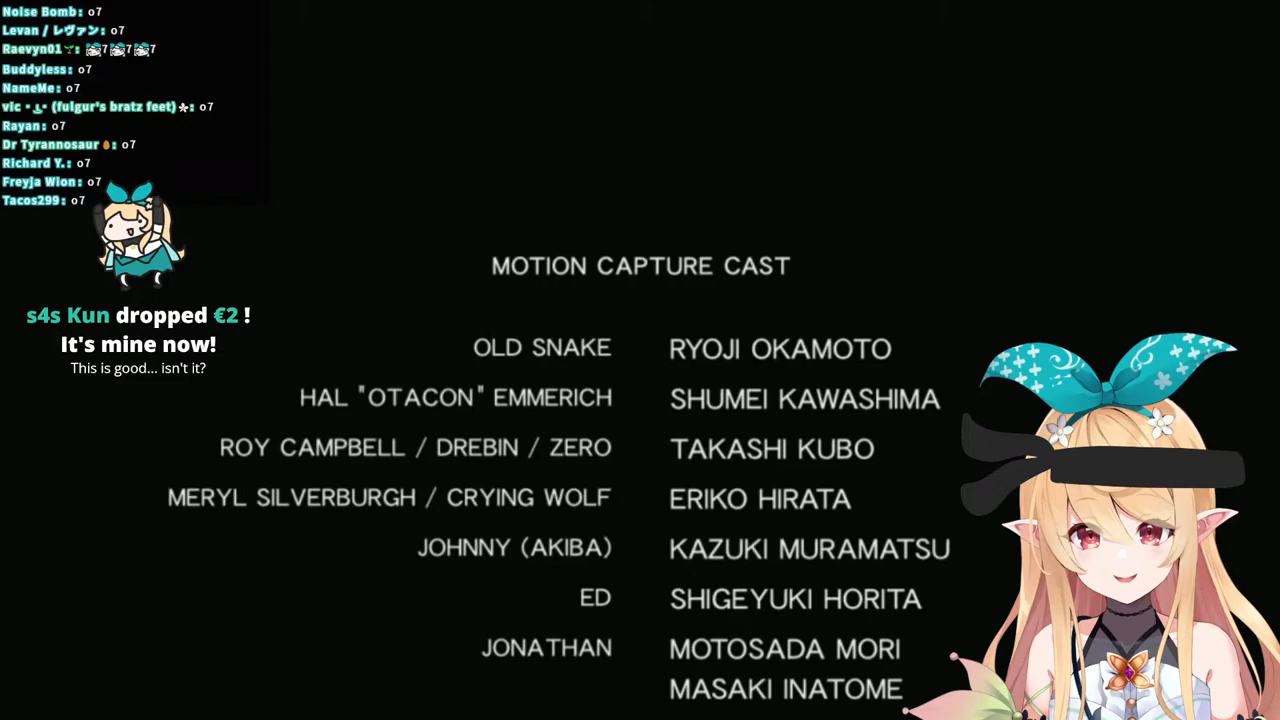 Noise Bomb: o7
Levan / レヴァン: o7
Raevyn01: 7 7 7
Buddyless: o7
NameMe: o7
vic • ͜ʖ• (fulgur's bratz feet): o7
Rayan: o7
Dr Tyrannosaur: o7
Richard Y.: o7
Freyja Wion: o7
Tacos299: o7
s4s Kun dropped €2 !
It's mine now!
This is good... isn't it?
MOTION CAPTURE CAST
OLD SNAKE RYOJI OKAMOTO
HAL "OTACON" EMMERICH SHUMEI KAWASHIMA
ROY CAMPBELL / DREBIN / ZERO TAKASHI KUBO
MERYL SILVERBURGH / CRYING WOLF ERIKO HIRATA
JOHNNY (AKIBA) KAZUKI MURAMATSU
ED SHIGEYUKI HORITA
JONATHAN MOTOSADA MORI
MASAKI INATOME